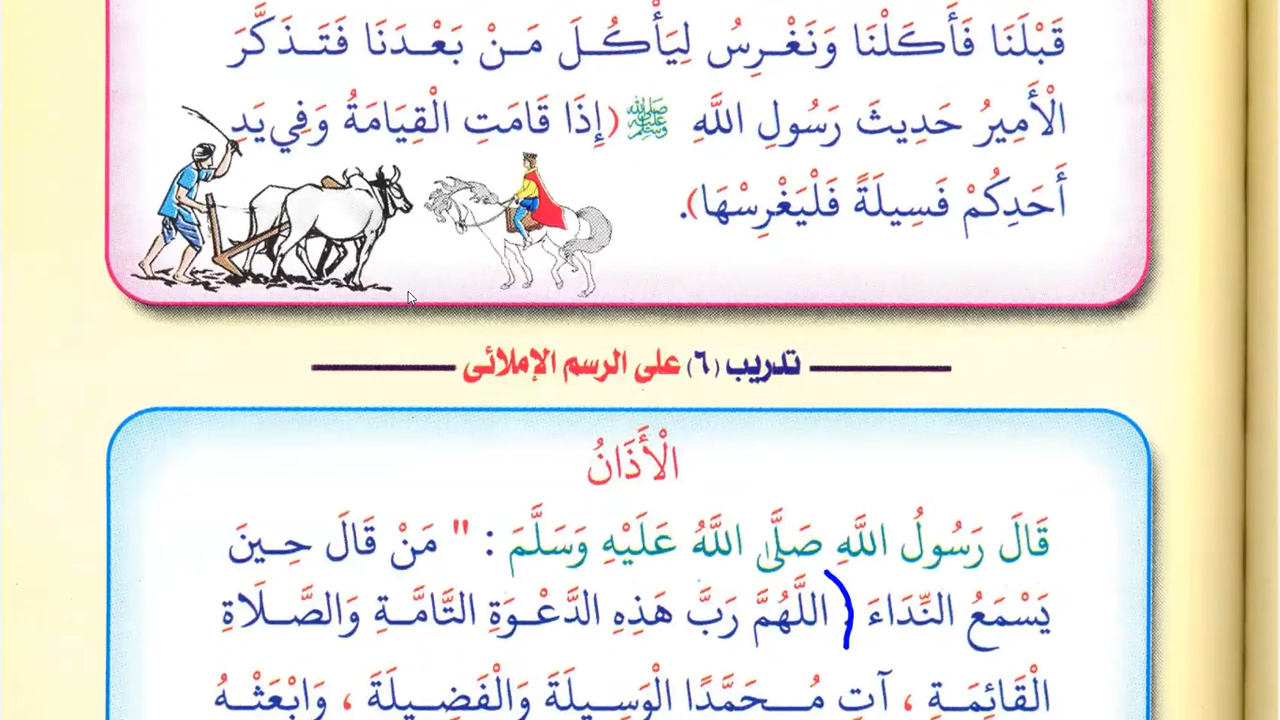 قَبْلَنَا فَأَكَلْنَا وَنَغْرِسُ لِيَأْكُلَ مَنْ بَعْدَنَا فَتَذَكَّرَ
الْأَمِيرُ حَدِيثَ رَسُولِ اللَّهِ ﷺ (إِذَا قَامَتِ الْقِيَامَةُ وَفِي يَدِ
أَحَدِكُمْ فَسِيلَةً فَلْيَغْرِسْهَا).
تدريب (٦) على الرسم الإملائى
الْأَذَانُ
قَالَ رَسُولُ اللَّهِ صَلَّى اللَّهُ عَلَيْهِ وَسَلَّمَ : " مَنْ قَالَ حِينَ
يَسْمَعُ النِّدَاءَ ( اللَّهُمَّ رَبَّ هَذِهِ الدَّعْوَةِ التَّامَّةِ وَالصَّلَاةِ
الْقَائِمَةِ ، آتِ مُحَمَّدًا الْوَسِيلَةَ وَالْفَضِيلَةَ ، وَابْعَثْهُ